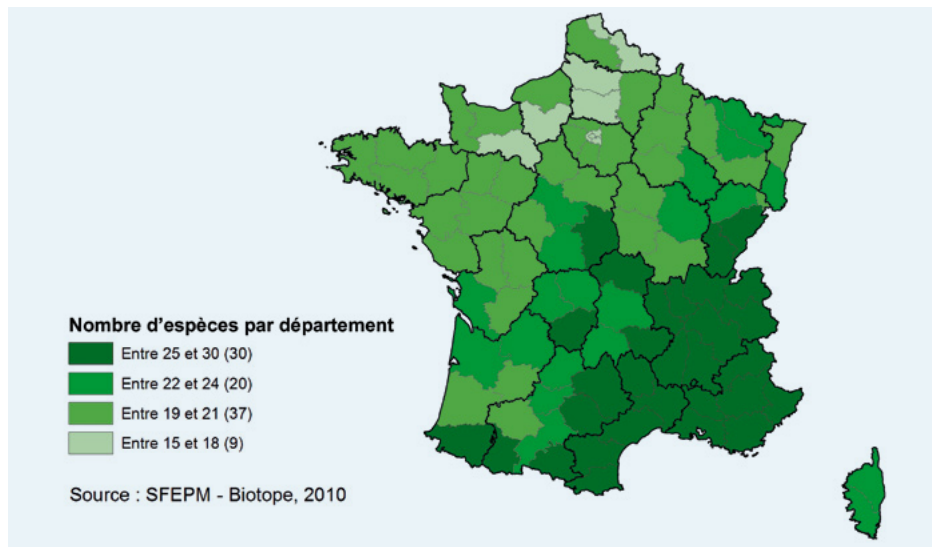 Nombre d'espèces par département
Entre 25 et 30 (30)
Entre 22 et 24 (20)
Entre 19 et 21 (37)
Entre 15 et 18 (9)
Source : SFEPM - Biotope, 2010